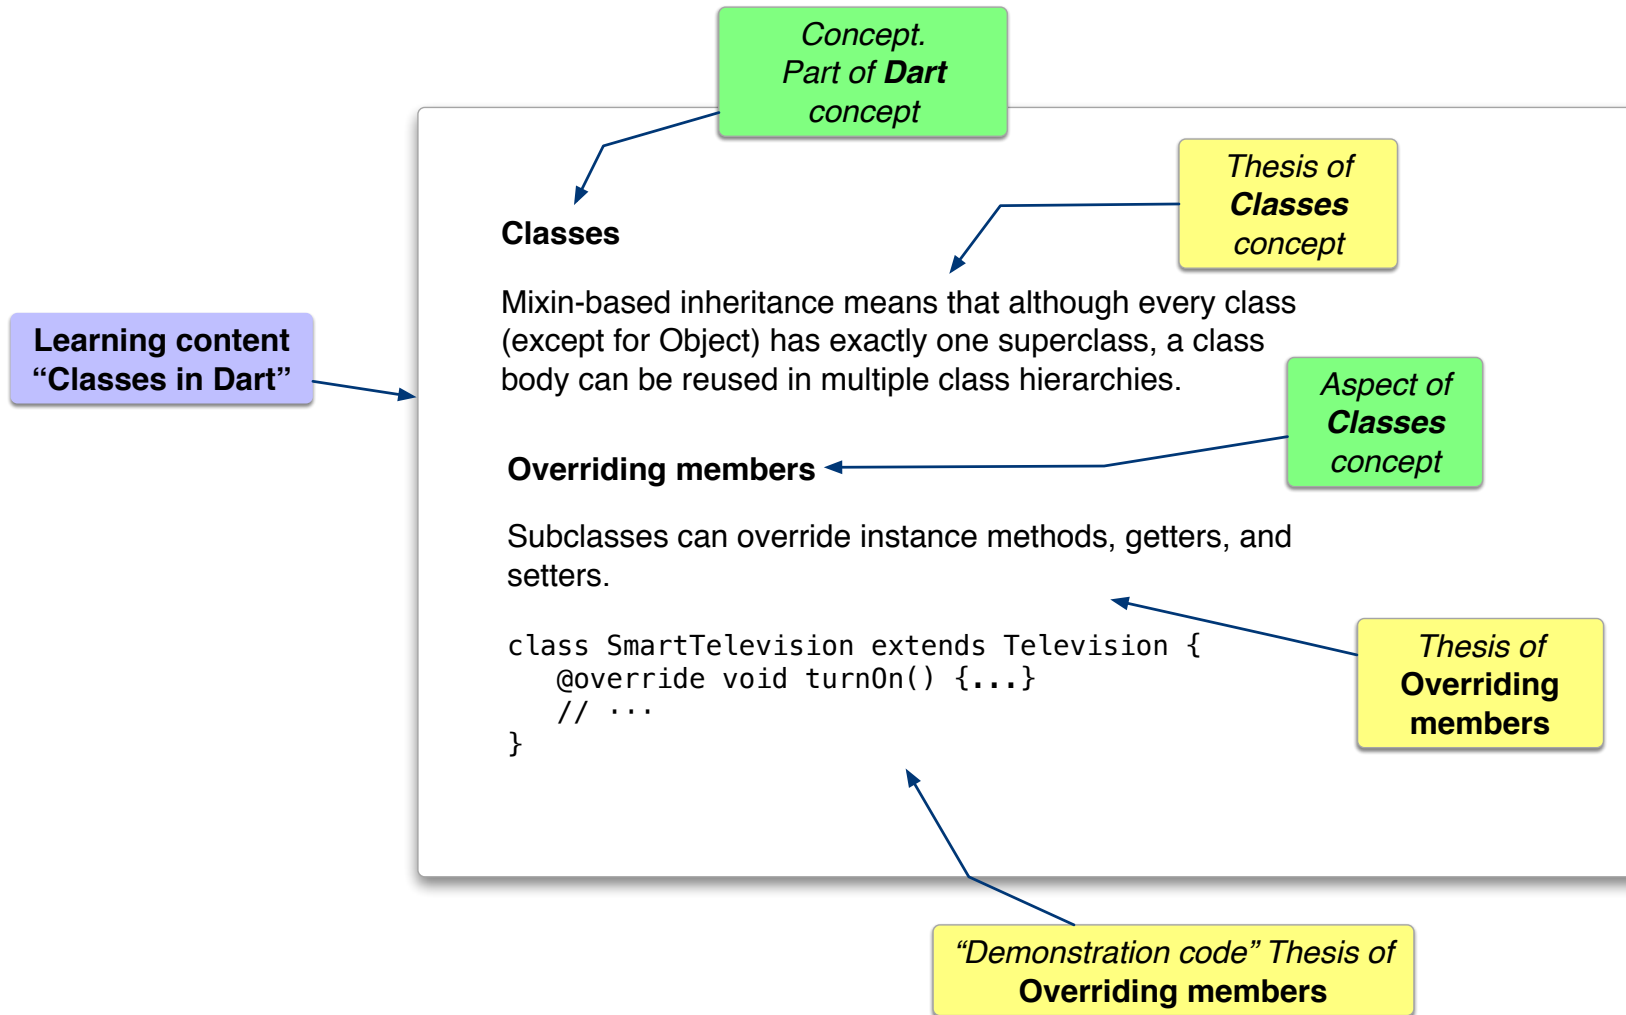 Concept.
Part of Dart
concept
Thesis of
Classes
concept
Classes
Mixin-based inheritance means that although every class
(except for Object) has exactly one superclass, a class
body can be reused in multiple class hierarchies.
Learning content
“Classes in Dart”
Aspect of
Classes
concept
Overriding members
Subclasses can override instance methods, getters, and
setters.
class SmartTelevision extends Television {
   @override void turnOn() {...}
   // ···
}
Thesis of
Overriding
members
“Demonstration code” Thesis of
Overriding members